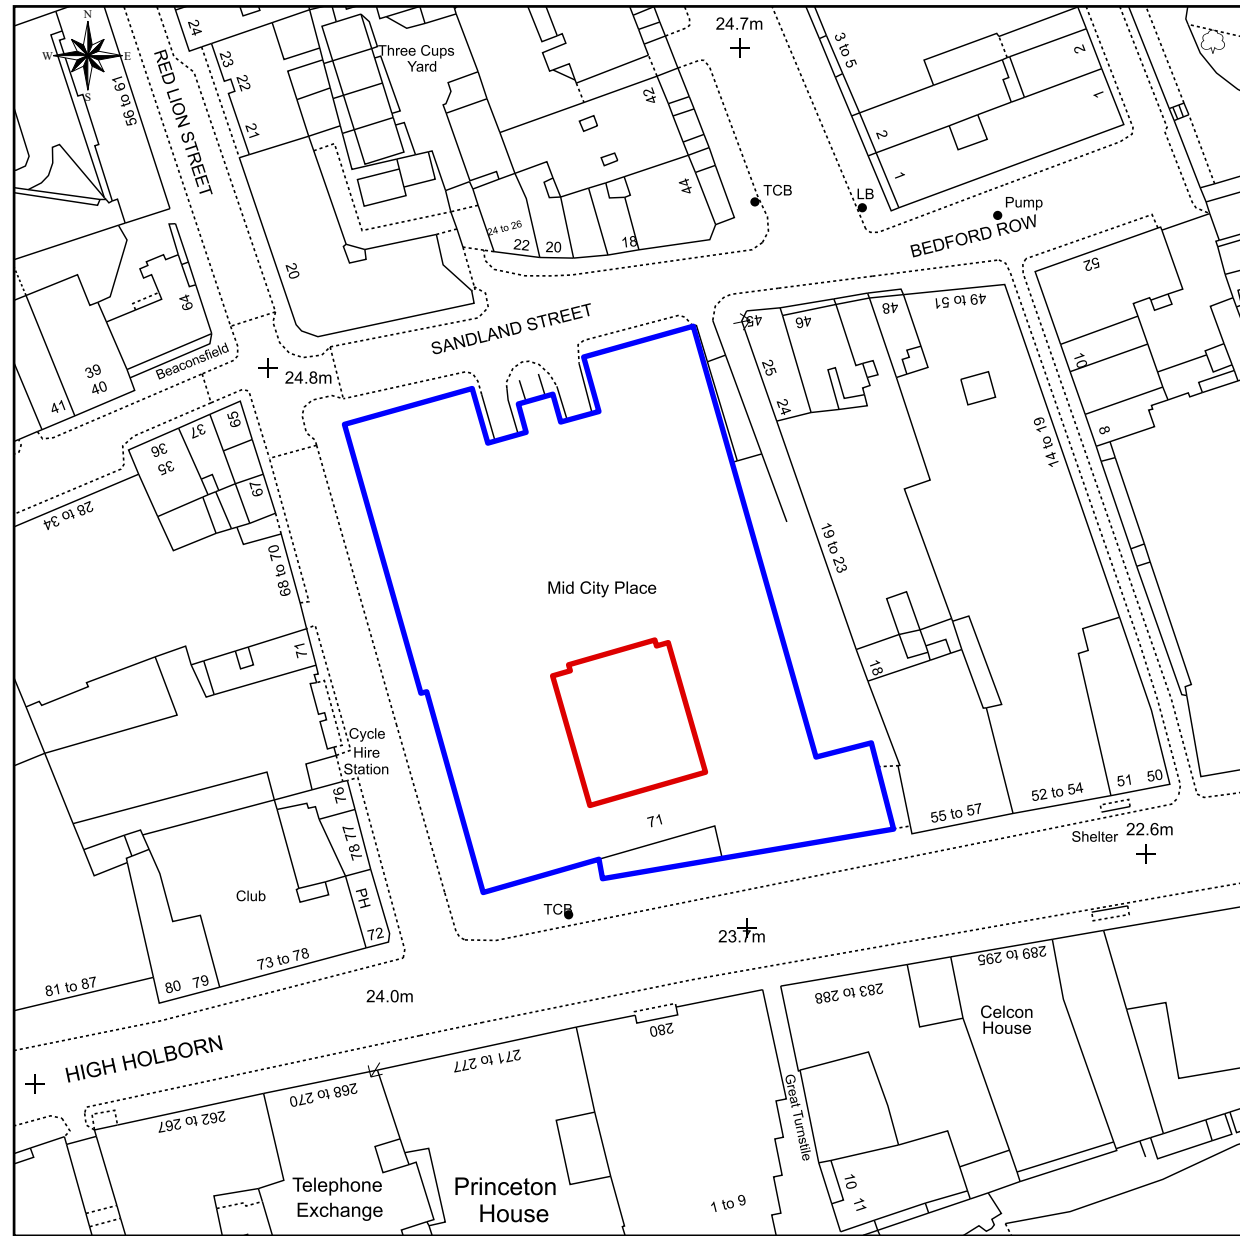 N
W E
S
24
23
22
21
56 to 61
RED LION STREET
Three Cups
Yard
24.7m
42
44
3 to 5
2
1
2
1
TCB
LB
Pump
BEDFORD ROW
24 to 26
22
20
18
20
64
39
40
41
Beaconsfield
24.8m
SANDLAND STREET
45
46
48
49 to 51
52
10
8
25
24
14 to 19
65
37
36
35
67
28 to 34
68 to 70
71
19 to 23
18
Mid City Place
Cycle
Hire
Station
76
78 77
PH
72
Club
71
55 to 57
52 to 54
51
50
Shelter
22.6m
TCB
23.7m
81 to 87
80
79
73 to 78
24.0m
HIGH HOLBORN
262 to 267
268 to 270
271 to 277
280
283 to 288
289 to 295
Celcon
House
Great Turnstile
Telephone
Exchange
Princeton
House
1 to 6
10
11